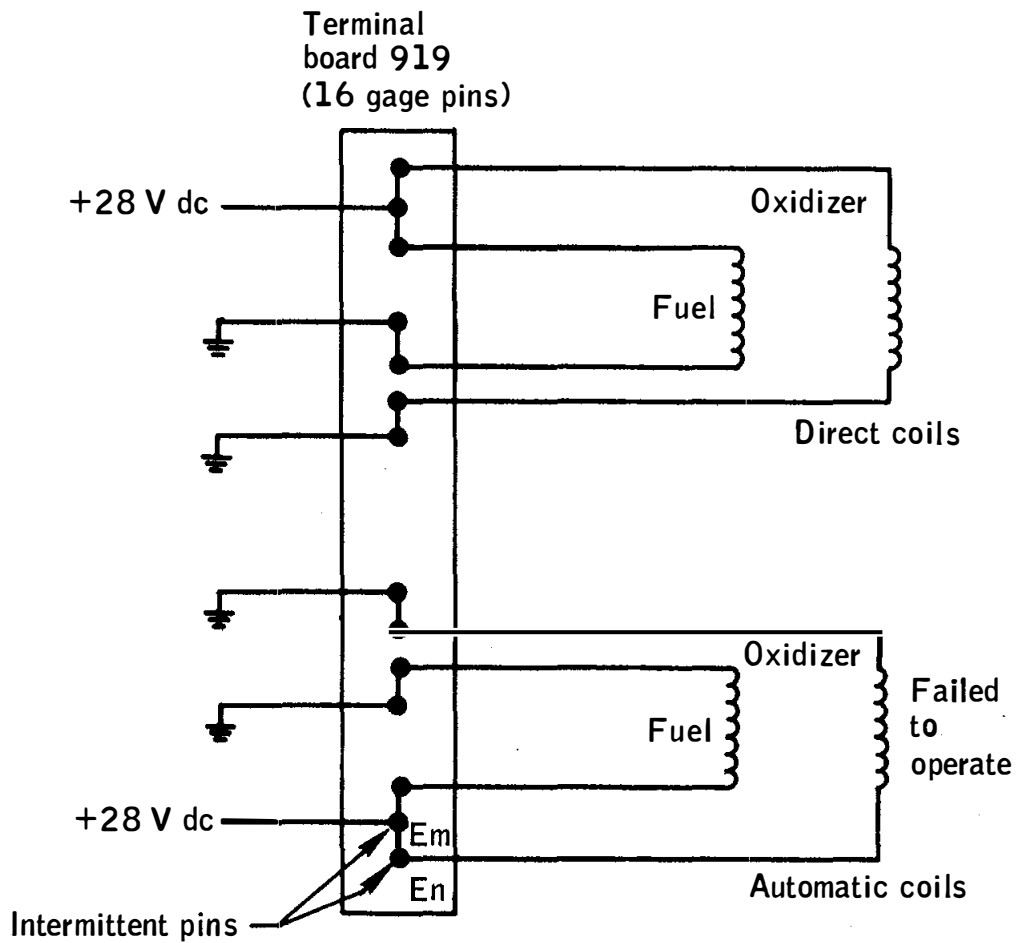 Terminal
board 919
(16 gage pins)
+28 V dc
Oxidizer
Fuel
Direct coils
Oxidizer
Failed
to
operate
Fuel
+28 V dc
Em
En
Automatic coils
Intermittent pins